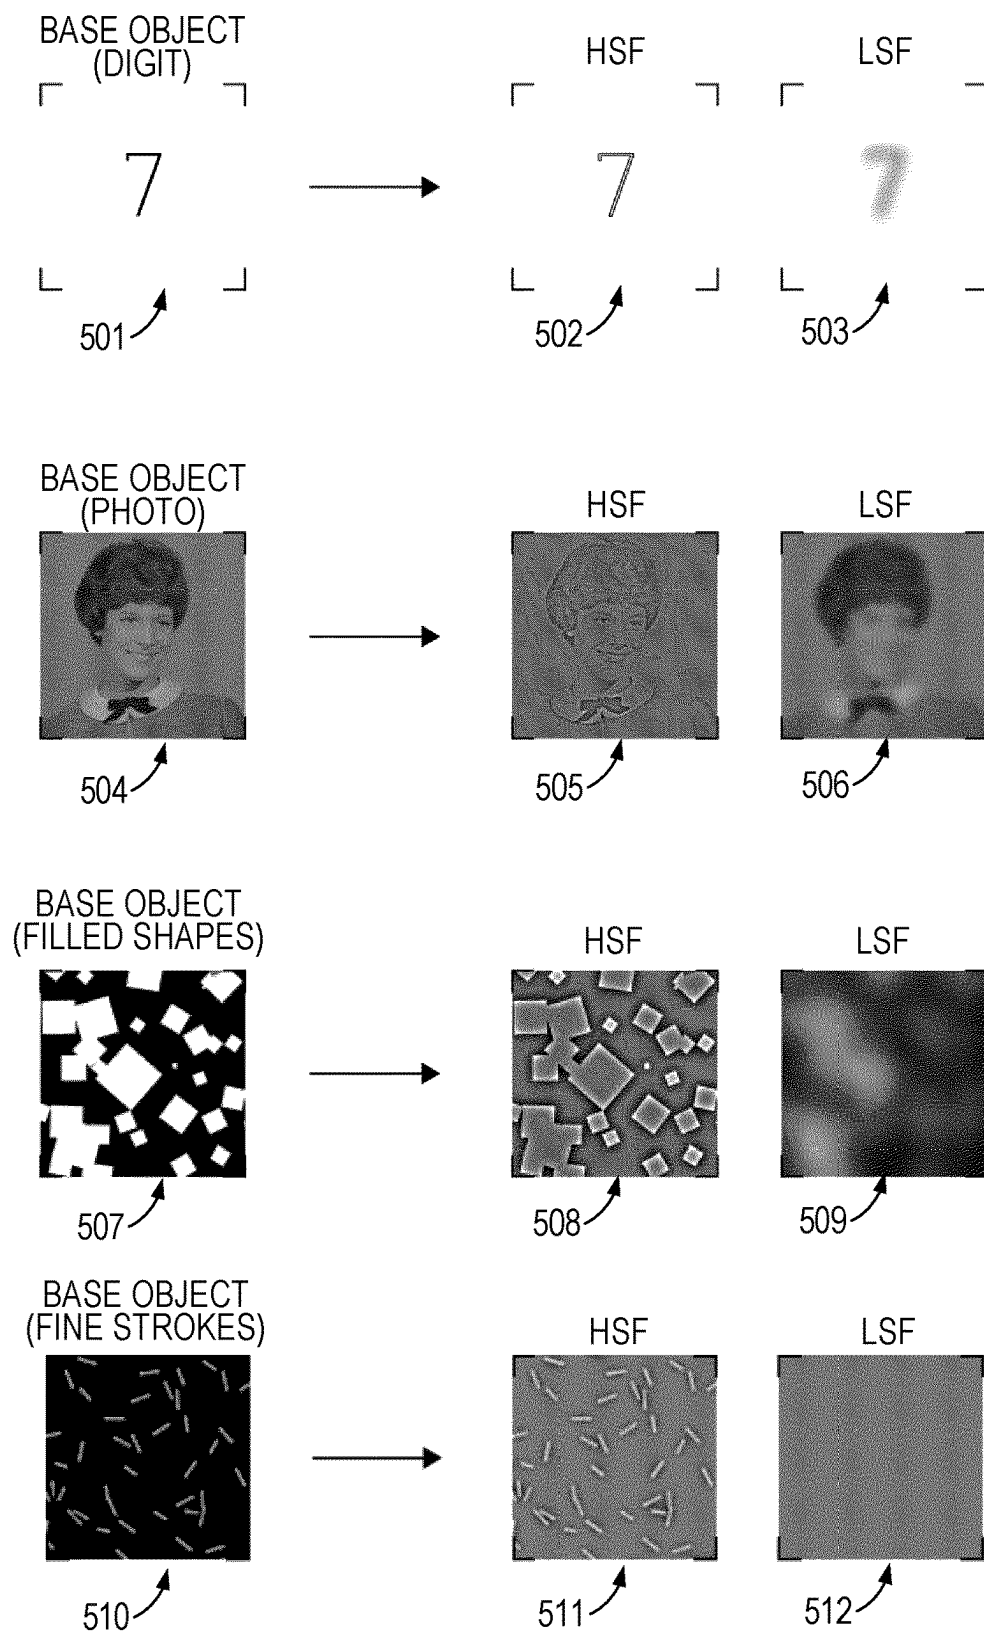 BASE OBJECT
(DIGIT)
HSF
LSF
7
7
7
501
502
503
BASE OBJECT
(PHOTO)
HSF
LSF
504
505
506
BASE OBJECT
(FILLED SHAPES)
HSF
LSF
507
508
509
BASE OBJECT
(FINE STROKES)
HSF
LSF
510
511
512